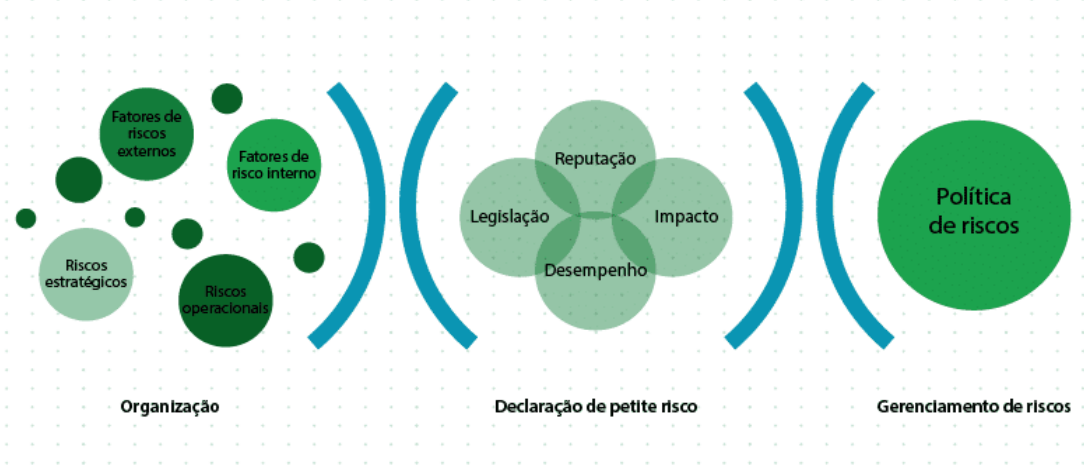 Fatores de
riscos
externos
Fatores de
risco interno
Riscos
estratégicos
Riscos
operacionais
Organização
Reputação
Legislação
Impacto
Desempenho
Declaração de petite risco
Política
de riscos
Gerenciamento de riscos